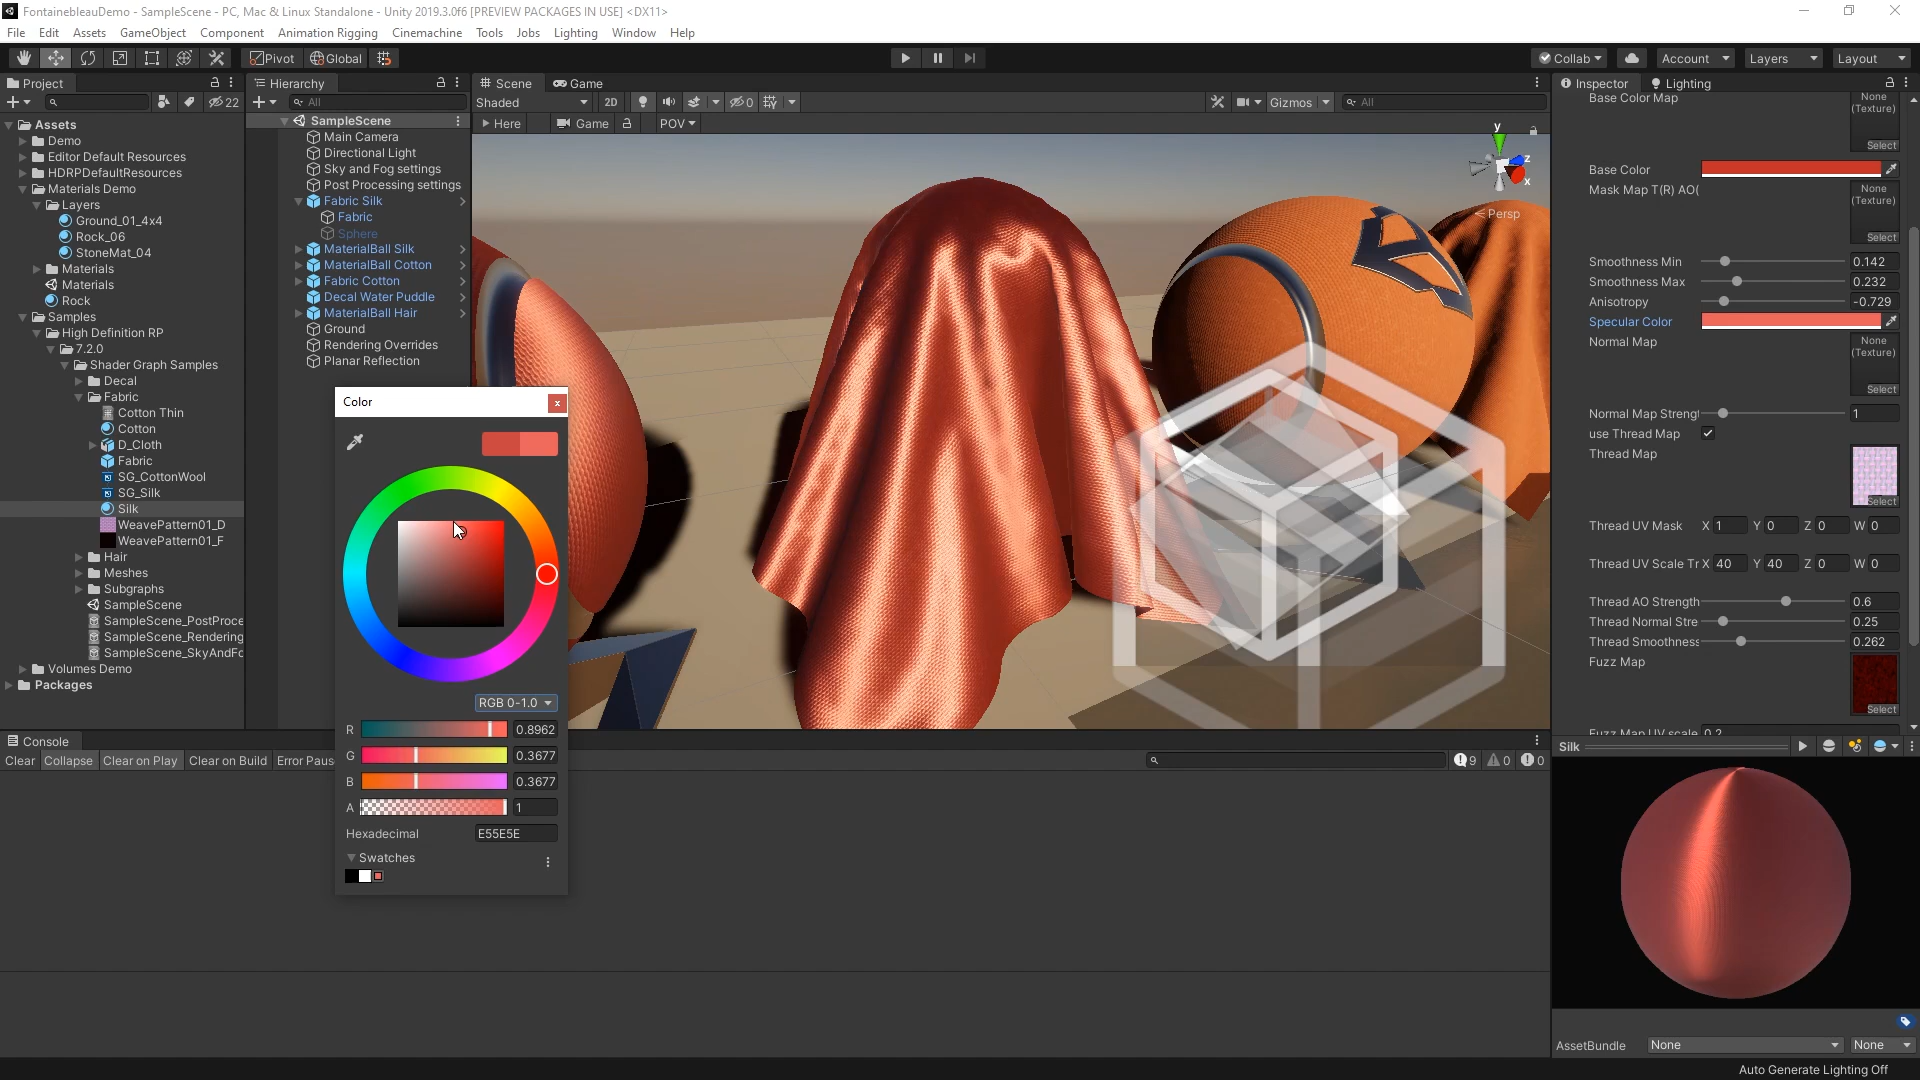 FontainebleauDemo - SampleScene - PC, Mac & Linux Standalone - Unity 2019.3.0f6 [PREVIEW PACKAGES IN USE] <DX11>
File Edit Assets GameObject Component Animation Rigging Cinemachine Tools Jobs Lighting Window Help
Pivot Global Collab Account Layers Layout
Project
22
Assets
Demo
Editor Default Resources
HDRPDefaultResources
Materials Demo
Layers
Ground_01_4x4
Rock_06
StoneMat_04
Materials
Materials
Rock
Samples
High Definition RP
7.2.0
Shader Graph Samples
Decal
Fabric
Cotton Thin
Cotton
D_Cloth
Fabric
SG_CottonWool
SG_Silk
Silk
WeavePattern01_D
WeavePattern01_F
Hair
Meshes
Subgraphs
SampleScene
SampleScene_PostProce
SampleScene_Rendering
SampleScene_SkyAndFo
Volumes Demo
Packages
Hierarchy
All
SampleScene
Main Camera
Directional Light
Sky and Fog settings
Post Processing settings
Fabric Silk
Fabric
Sphere
MaterialBall Silk
MaterialBall Cotton
Fabric Cotton
Decal Water Puddle
MaterialBall Hair
Ground
Rendering Overrides
Planar Reflection
Scene Game
Shaded 2D 0 Gizmos All
Here Game POV
y
z
x
Persp
Color
RGB 0-1.0
R 0.8962
G 0.3677
B 0.3677
A 1
Hexadecimal E55E5E
Swatches
Console
Clear Collapse Clear on Play Clear on Build Error Paus
9 0 0
Inspector Lighting
Base Color Map
None
(Texture)
Select
Base Color
Mask Map T(R) AO(
None
(Texture)
Select
Smoothness Min 0.142
Smoothness Max 0.232
Anisotropy -0.729
Specular Color
Normal Map
None
(Texture)
Select
Normal Map Strengt 1
use Thread Map
Thread Map
Select
Thread UV Mask X 1 Y 0 Z 0 W 0
Thread UV Scale Tr X 40 Y 40 Z 0 W 0
Thread AO Strength 0.6
Thread Normal Stre 0.25
Thread Smoothness 0.262
Fuzz Map
Select
Fuzz Map UV scale 0.2
Silk
AssetBundle None None
Auto Generate Lighting Off